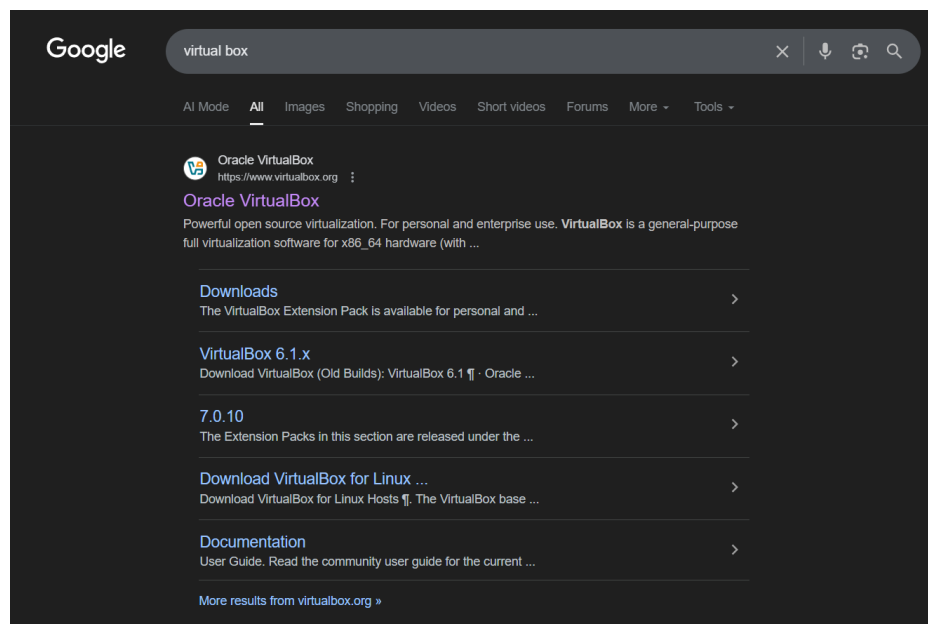 Google
virtual box
AI Mode All Images Shopping Videos Short videos Forums More Tools
Oracle VirtualBox
https://www.virtualbox.org
Oracle VirtualBox
Powerful open source virtualization. For personal and enterprise use. VirtualBox is a general-purpose
full virtualization software for x86_64 hardware (with ...
Downloads
The VirtualBox Extension Pack is available for personal and ...
VirtualBox 6.1.x
Download VirtualBox (Old Builds): VirtualBox 6.1 ¶ · Oracle ...
7.0.10
The Extension Packs in this section are released under the ...
Download VirtualBox for Linux ...
Download VirtualBox for Linux Hosts ¶. The VirtualBox base ...
Documentation
User Guide. Read the community user guide for the current ...
More results from virtualbox.org »